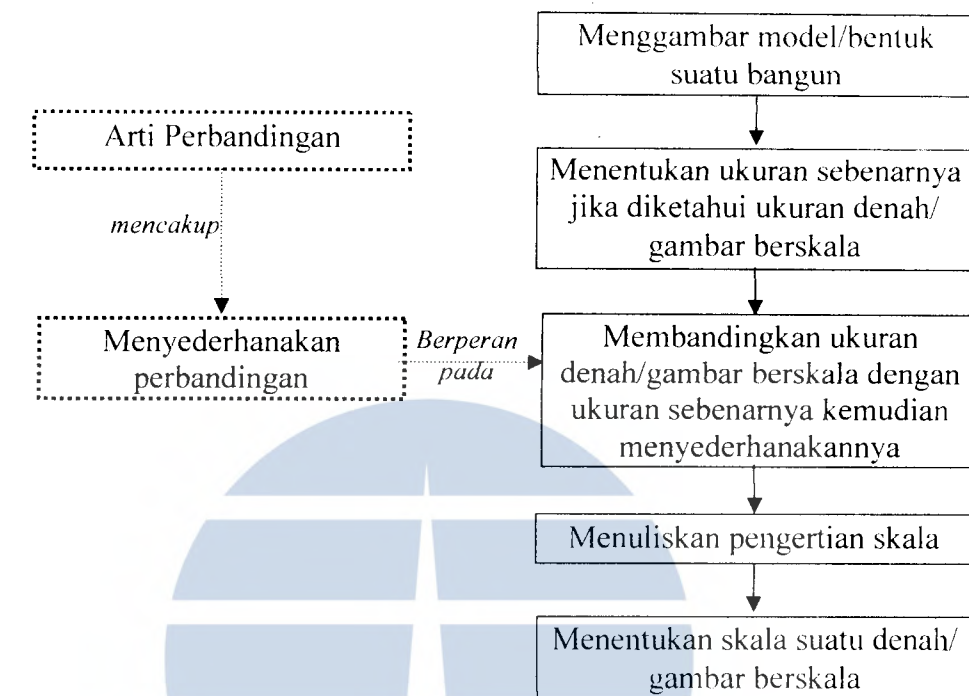 Menggambar model/bentuk
suatu bangun
Arti Perbandingan
Menentukan ukuran sebenarnya
jika diketahui ukuran denah/
gambar berskala
mencakup
Menyederhanakan
perbandingan
Berperan
pada
Membandingkan ukuran
denah/gambar berskala dengan
ukuran sebenarnya kemudian
menyederhanakannya
Menuliskan pengertian skala
Menentukan skala suatu denah/
gambar berskala